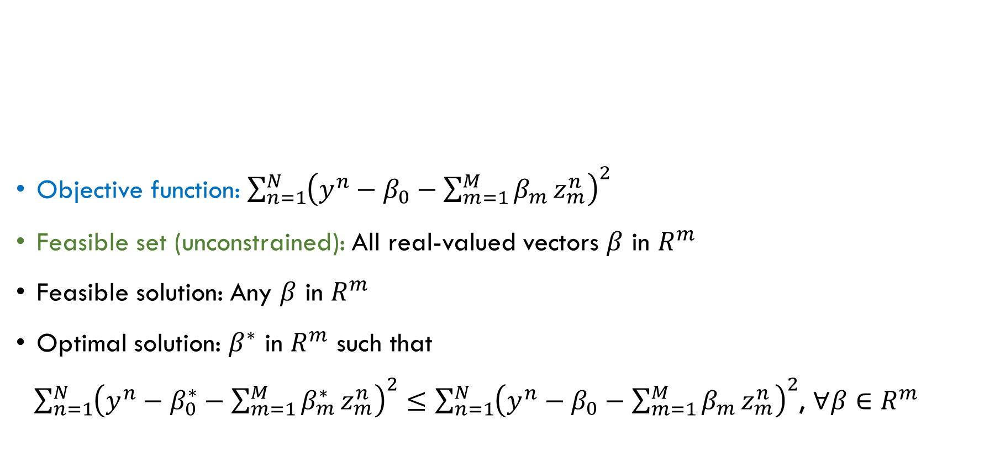 • Objective function: $\sum_{n=1}^{N}\left(y^n - \beta_0 - \sum_{m=1}^{M} \beta_m z_m^n\right)^2$
• Feasible set (unconstrained): All real-valued vectors $\beta$ in $R^m$
• Feasible solution: Any $\beta$ in $R^m$
• Optimal solution: $\beta^*$ in $R^m$ such that
$\sum_{n=1}^{N}\left(y^n - \beta_0^* - \sum_{m=1}^{M} \beta_m^* z_m^n\right)^2 \leq \sum_{n=1}^{N}\left(y^n - \beta_0 - \sum_{m=1}^{M} \beta_m z_m^n\right)^2, \forall \beta \in R^m$